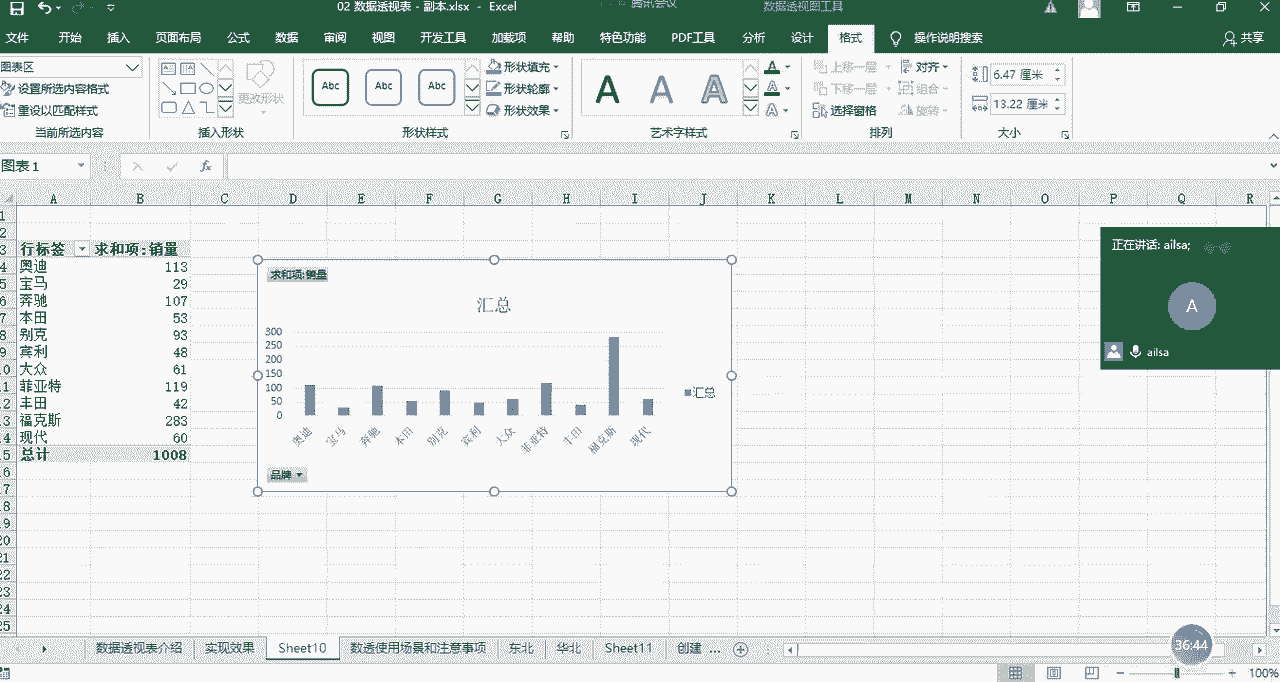 02 数据透视表 - 副本.xlsx - Excel
腾讯会议
数据透视图工具
文件 开始 插入 页面布局 公式 数据 审阅 视图 开发工具 加载项 帮助 特色功能 PDF工具 分析 设计 格式 操作说明搜索 共享
图表区
设置所选内容格式
重设以匹配样式
当前所选内容
更改形状
插入形状
Abc Abc Abc
形状填充
形状轮廓
形状效果
形状样式
A A A
艺术字样式
上移一层 对齐
下移一层 组合
选择窗格 旋转
排列
6.47 厘米
13.22 厘米
大小
图表 1
fx
A B C D E F G H I J K L M N O P Q R
1
2
3 行标签 求和项:销量
4 奥迪 113
5 宝马 29
6 奔驰 107
7 本田 53
8 别克 93
9 宾利 48
10 大众 61
11 菲亚特 119
12 丰田 42
13 福克斯 283
14 现代 60
15 总计 1008
16
17
18
19
20
21
22
23
24
25
求和项:销量
汇总
300
250
200
150
100
50
0
奥迪 宝马 奔驰 本田 别克 宾利 大众 菲亚特 丰田 福克斯 现代
汇总
品牌
正在讲话: ailsa;
A
ailsa
数据透视表介绍 实现效果 Sheet10 数透使用场景和注意事项 东北 华北 Sheet11 创建 ...
36:44
100%